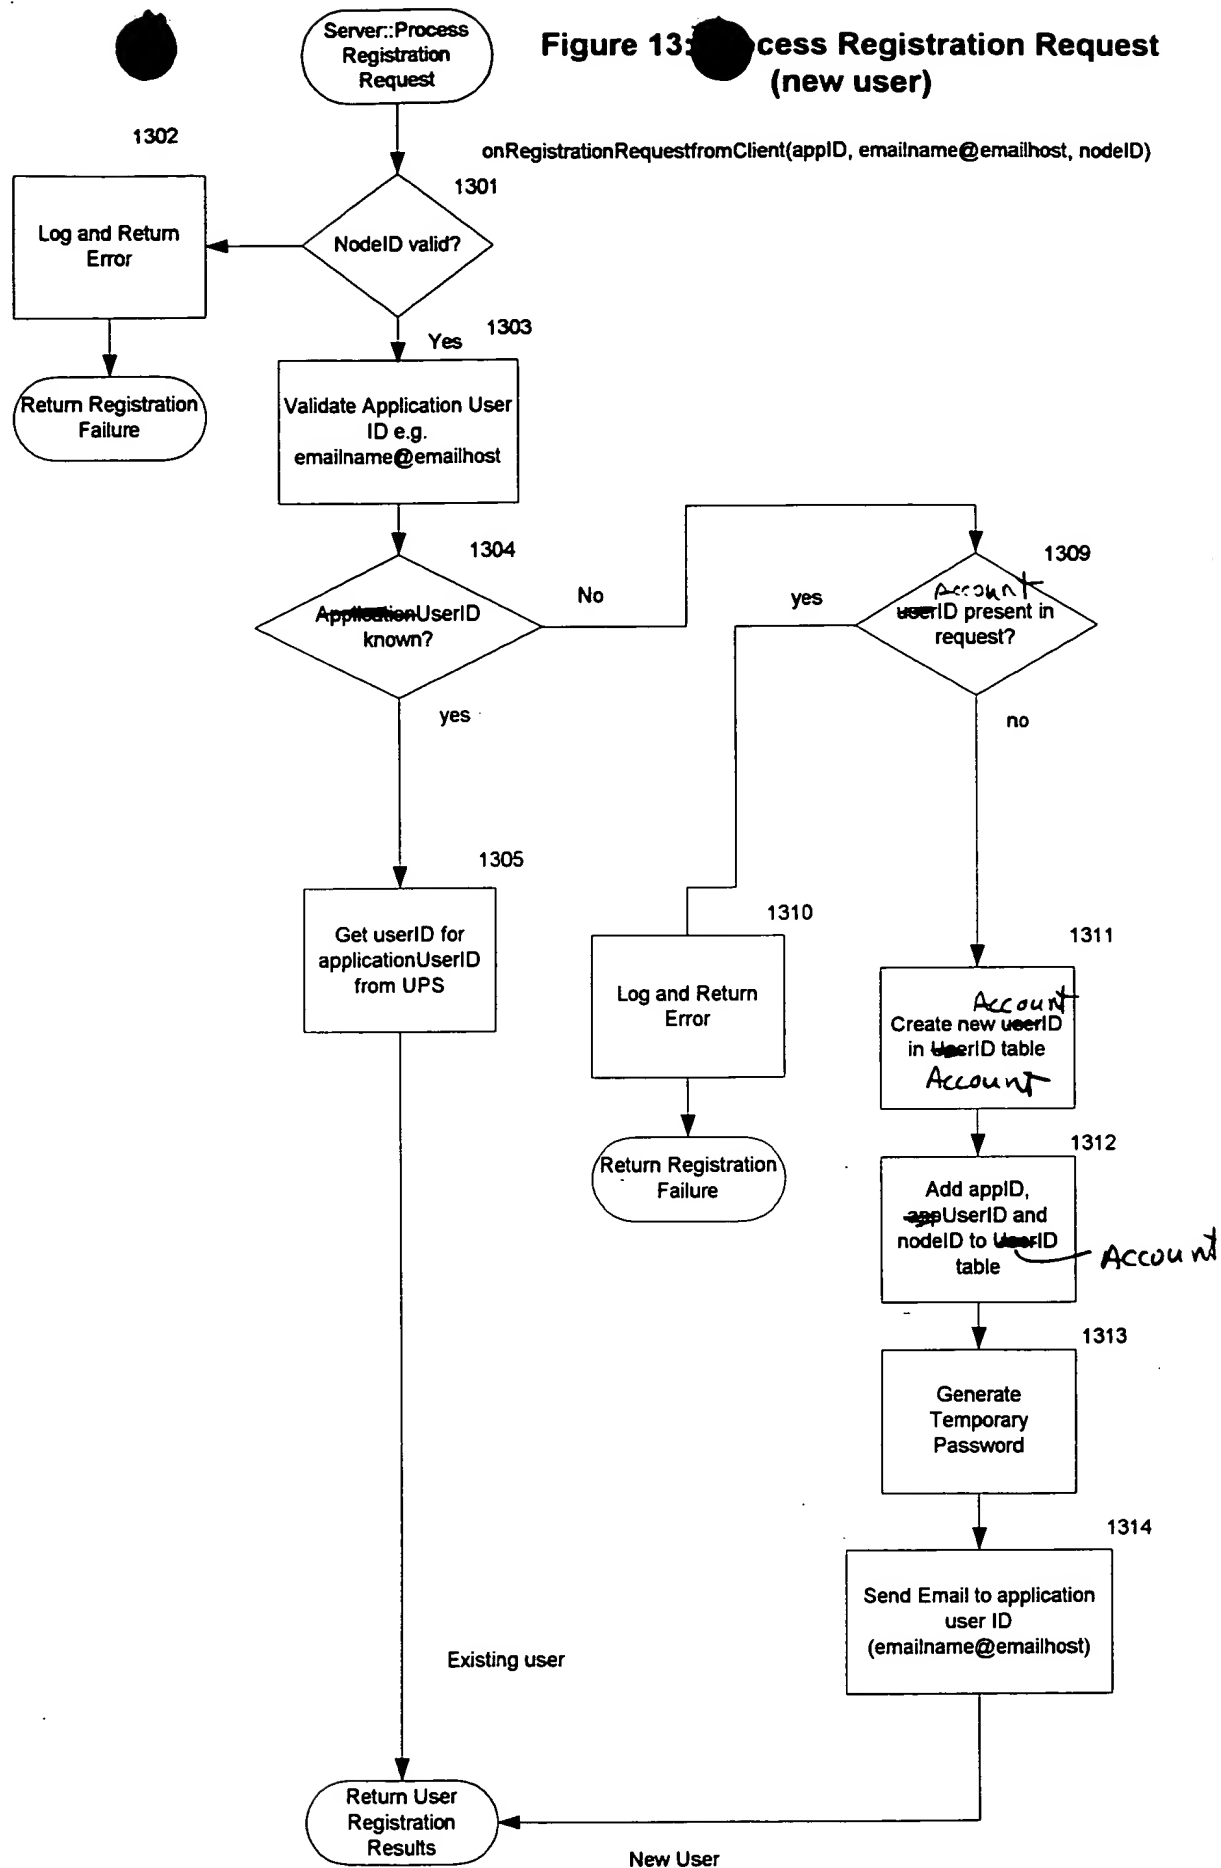 Server::Process
Registration
Request
Figure 13: cess Registration Request
(new user)
1302
onRegistrationRequestfromClient(appID, emailname@emailhost, nodeID)
1301
Log and Return
Error
NodeID valid?
1303
Yes
Return Registration
Failure
Validate Application User
ID e.g.
emailname@emailhost
1304
1309
No
yes
Account
ApplicationUserID
known?
userID present in
request?
yes
no
1305
Get userID for
applicationUserID
from UPS
1310
1311
Log and Return
Error
Account
Create new userID
in UserID table
Account
1312
Return Registration
Failure
Add appID,
appUserID and
nodeID to UserID
table
Account
1313
Generate
Temporary
Password
1314
Send Email to application
user ID
(emailname@emailhost)
Existing user
Return User
Registration
Results
New User